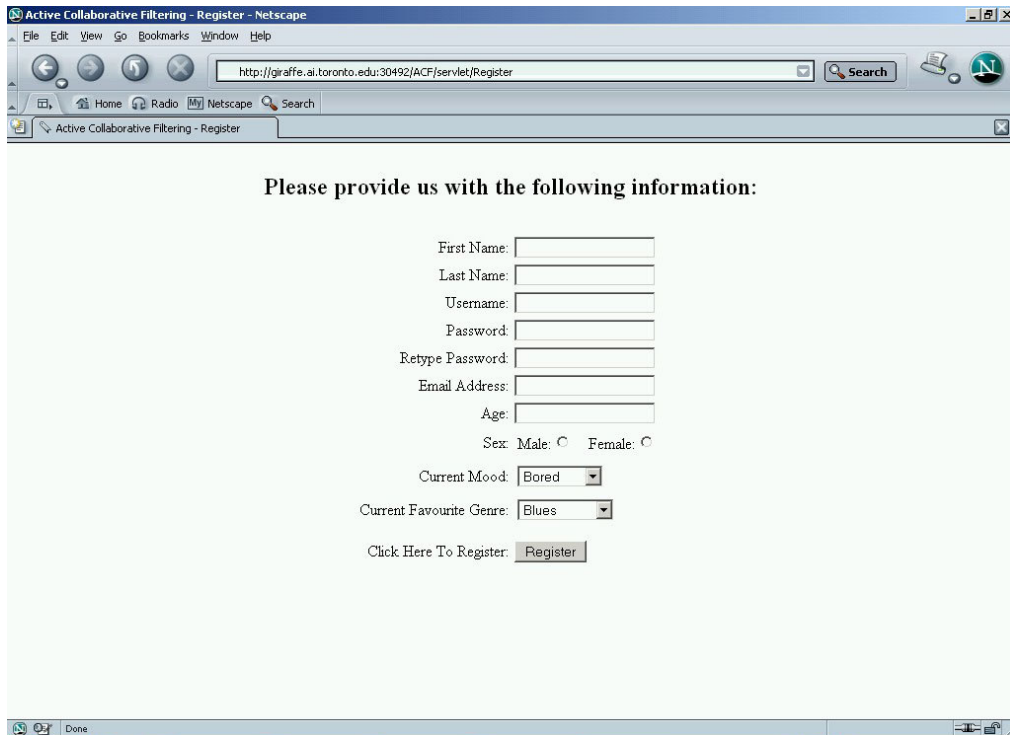 Active Collaborative Filtering - Register - Netscape
File Edit View Go Bookmarks Window Help
http://giraffe.ai.toronto.edu:30492/ACF/servlet/Register
Search
N
Home Radio My Netscape Search
Active Collaborative Filtering - Register
Please provide us with the following information:
First Name:
Last Name:
Username:
Password:
Retype Password:
Email Address:
Age:
Sex: Male: Female:
Current Mood: Bored
Current Favourite Genre: Blues
Click Here To Register: Register
Done